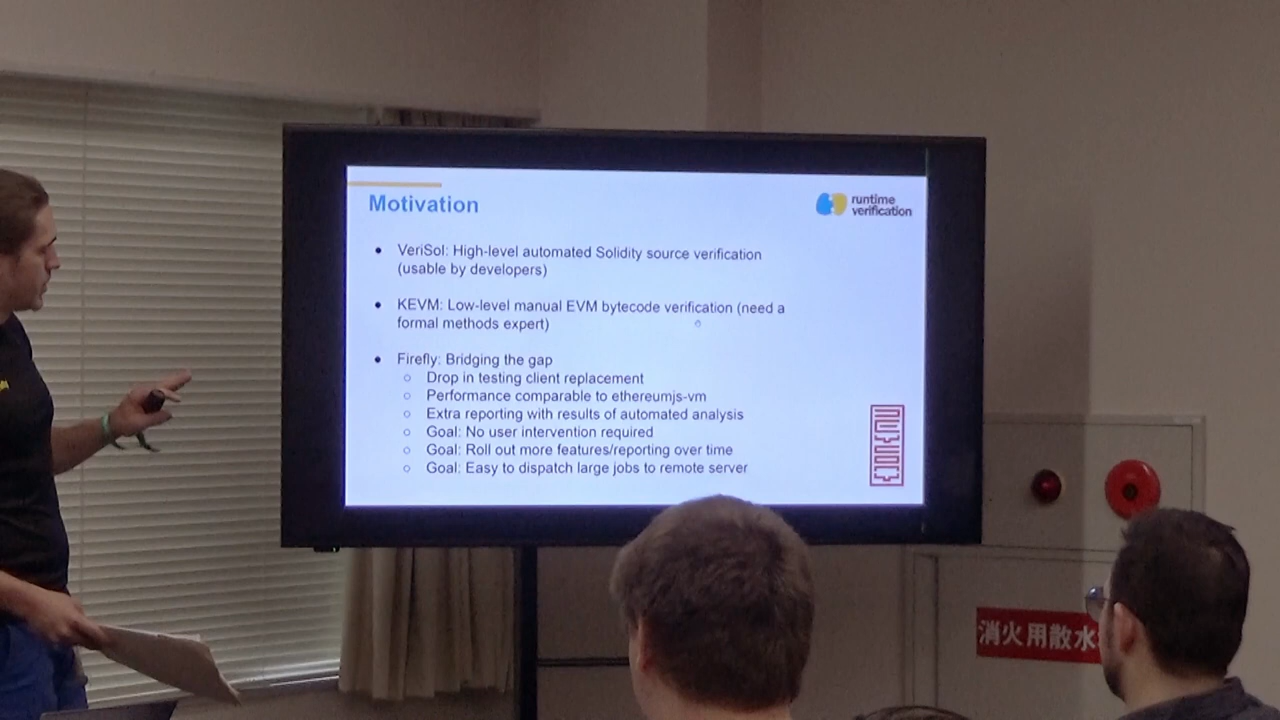 Motivation
runtime
verification
VeriSol: High-level automated Solidity source verification
(usable by developers)
KEVM: Low-level manual EVM bytecode verification (need a
formal methods expert)
Firefly: Bridging the gap
Drop in testing client replacement
Performance comparable to ethereumjs-vm
Extra reporting with results of automated analysis
Goal: No user intervention required
Goal: Roll out more features/reporting over time
Goal: Easy to dispatch large jobs to remote server
消火用散水